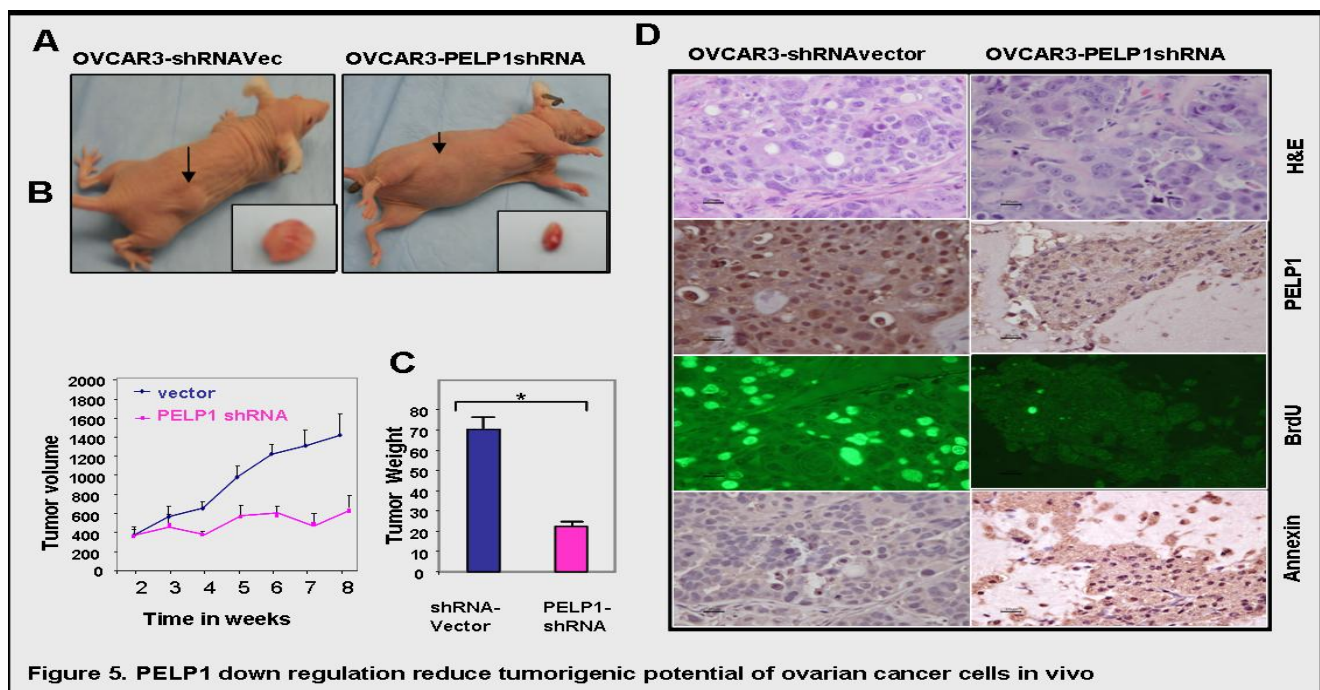 A
OVCAR3-shRNAVec
OVCAR3-PELP1shRNA
B
2000
1800
1600
1400
1200
1000
800
600
400
200
0
Tumor volume
vector
PELP1 shRNA
2 3 4 5 6 7 8
Time in weeks
C
80
70
60
50
40
30
20
10
0
Tumor Weight
*
shRNA-
Vector
PELP1-
shRNA
D
OVCAR3-shRNAvector
OVCAR3-PELP1shRNA
H&E
PELP1
BrdU
Annexin
Figure 5. PELP1 down regulation reduce tumorigenic potential of ovarian cancer cells in vivo